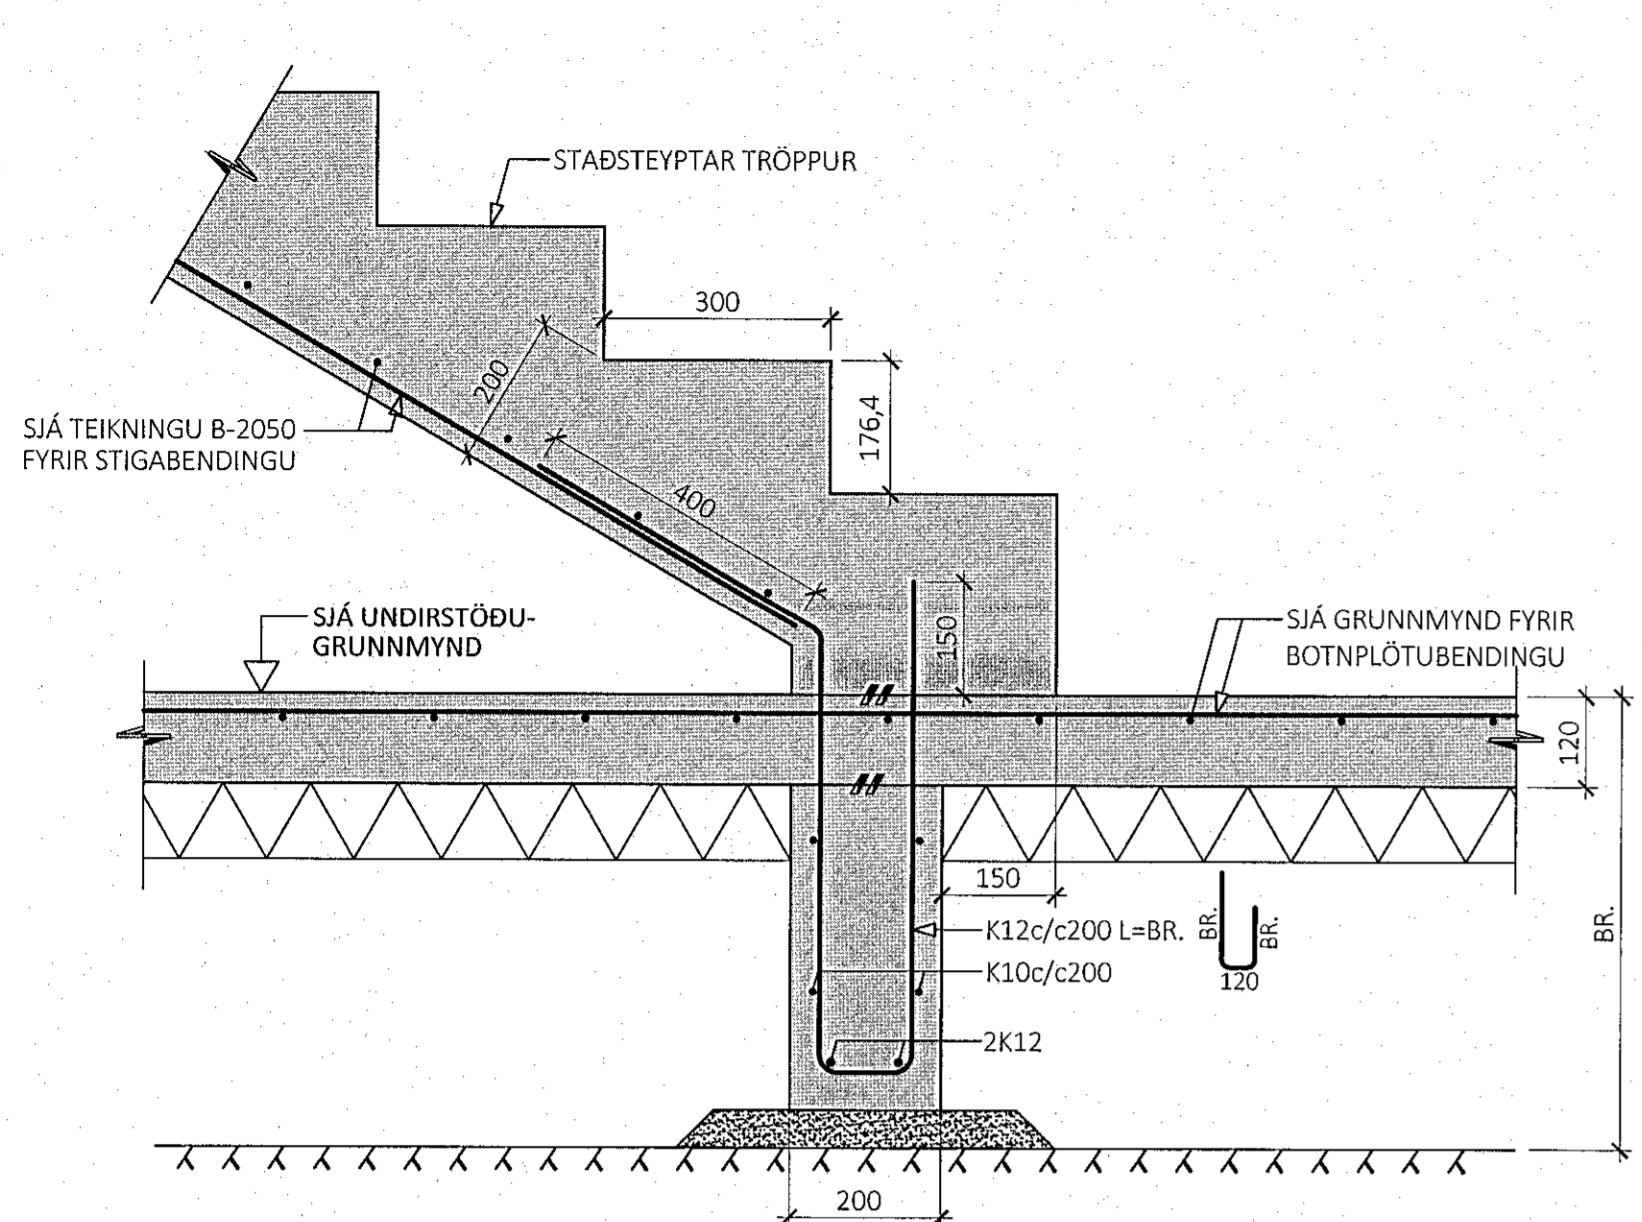 STAÐSTEYPTAR TRÖPPUR
300
200
176,4
SJÁ TEIKNINGU B-2050
FYRIR STIGABENDINGU
400
SJÁ UNDIRSTÖÐU-
GRUNNMYND
150
SJÁ GRUNNMYND FYRIR
BOTNPLÖTUBENDINGU
120
150
BR.
K12c/c200 L=BR.
BR.
BR.
120
K10c/c200
2K12
200